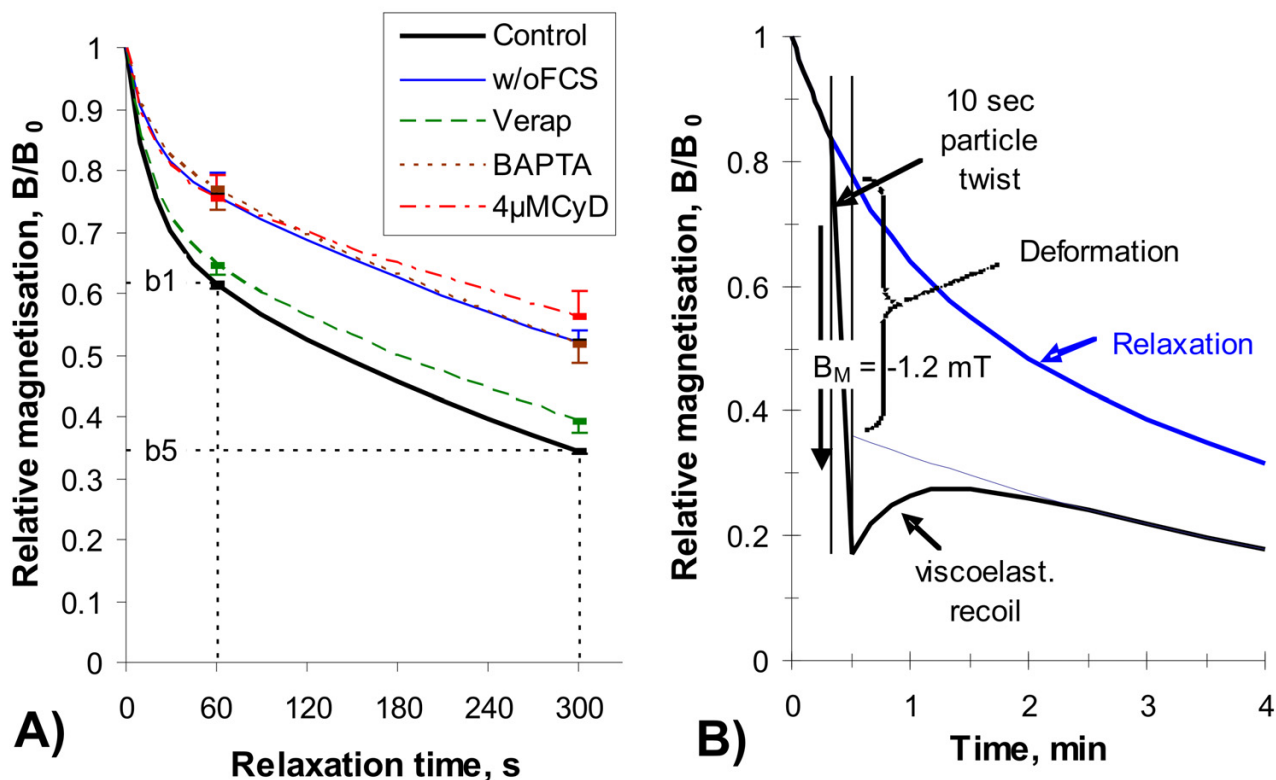 Relative magnetisation, B/B0
1
0.9
0.8
0.7
0.6
0.5
0.4
0.3
0.2
0.1
0
b1
b5
Control
w/oFCS
Verap
BAPTA
4µMCyD
0 60 120 180 240 300
Relaxation time, s
A)
Relative magnetisation, B/B0
1
0.8
0.6
0.4
0.2
0
10 sec
particle
twist
Deformation
Relaxation
BM = -1.2 mT
viscoelast.
recoil
0 1 2 3 4
Time, min
B)